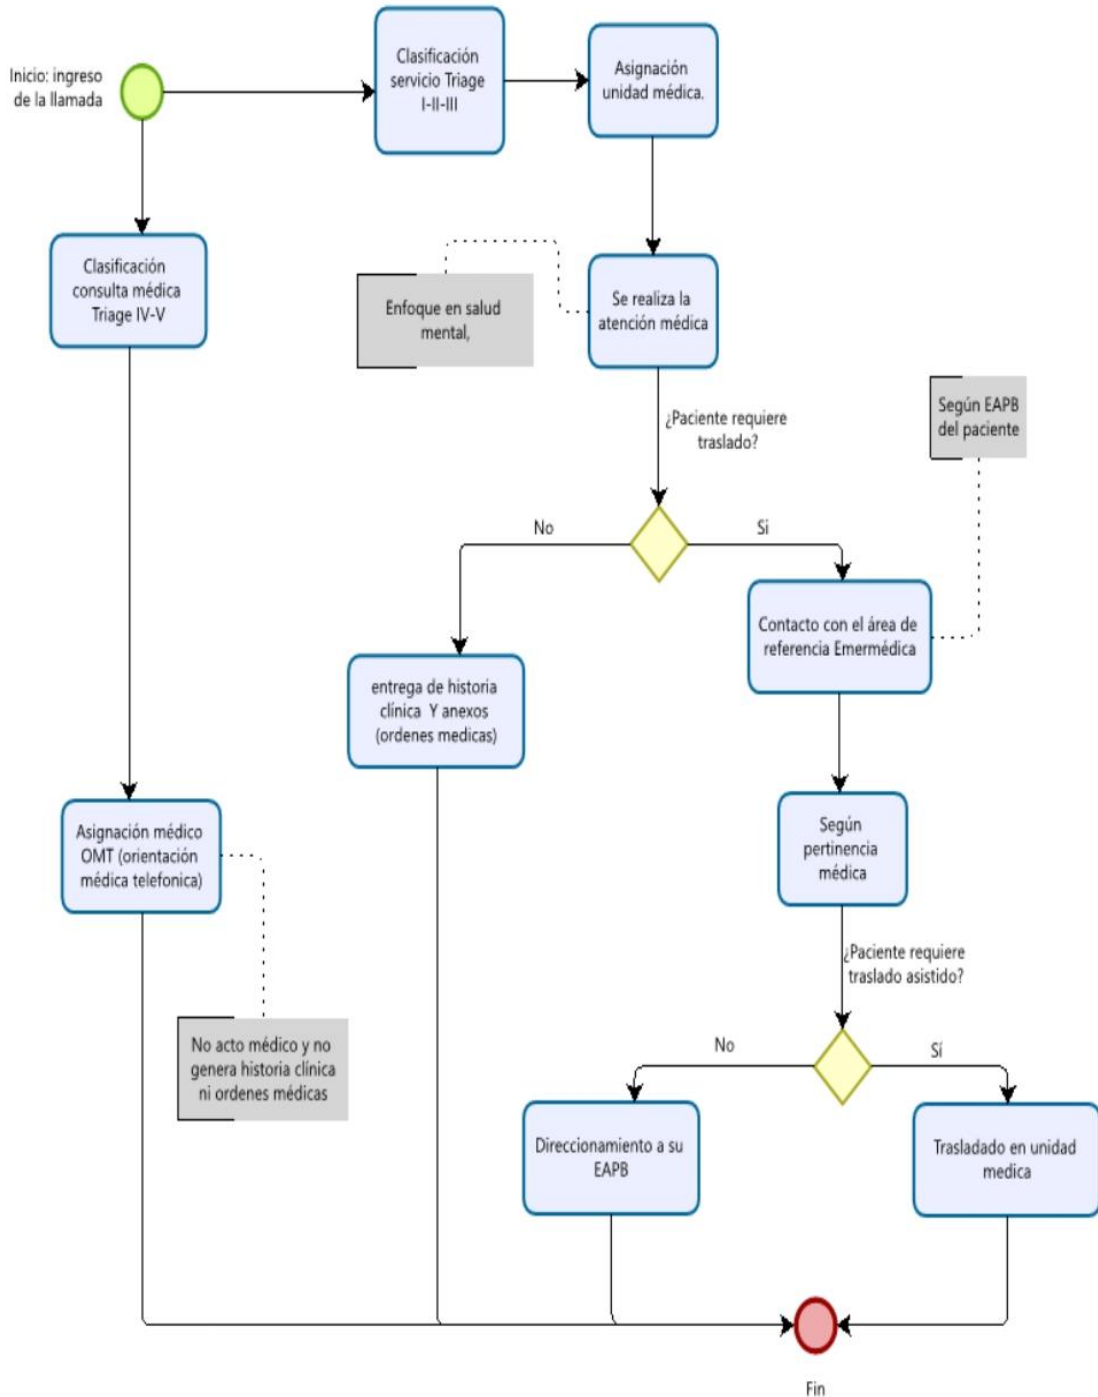 Inicio: ingreso
de la llamada
Clasificación
servicio Triage
I-II-III
Asignación
unidad médica.
Clasificación
consulta médica
Triage IV-V
Enfoque en salud
mental,
Se realiza la
atención médica
¿Paciente requiere
traslado?
Según EAPB
del paciente
No
Si
Contacto con el área de
referencia Emermédica
entrega de historia
clínica Y anexos
(ordenes medicas)
Asignación médico
OMT (orientación
médica telefonica)
Según
pertinencia
médica
¿Paciente requiere
traslado asistido?
No acto médico y no
genera historia clínica
ni ordenes médicas
No
Sí
Direccionamiento a su
EAPB
Trasladado en unidad
medica
Fin